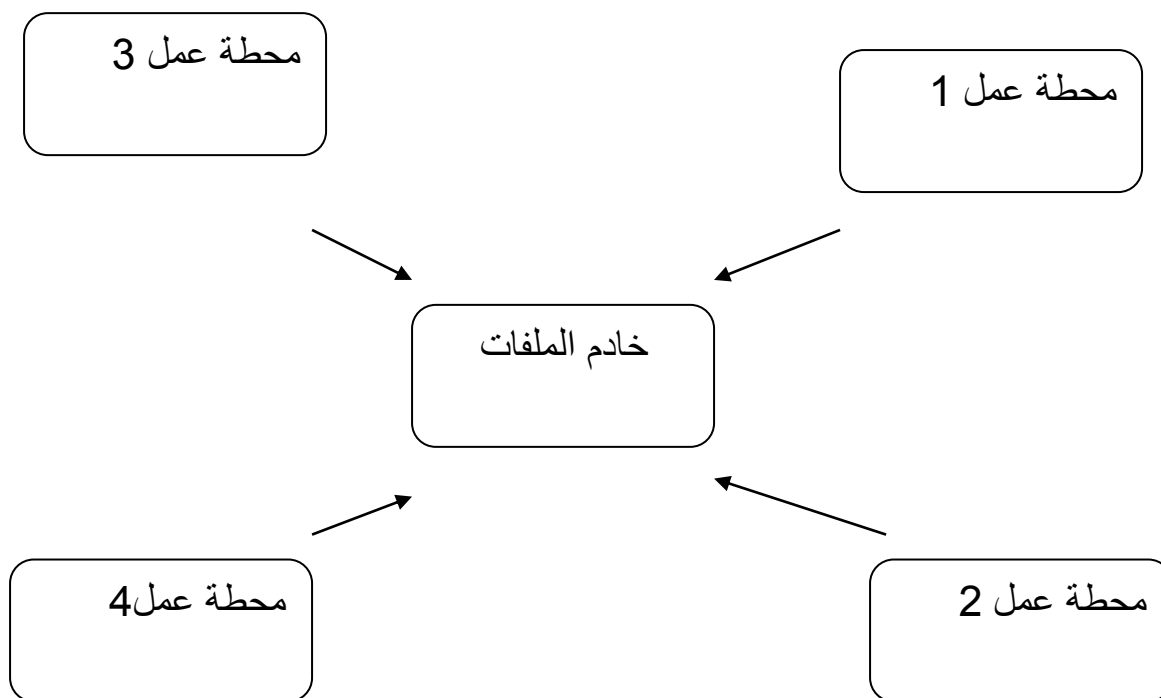 محطة عمل 3
محطة عمل 1
خادم الملفات
محطة عمل4
محطة عمل 2